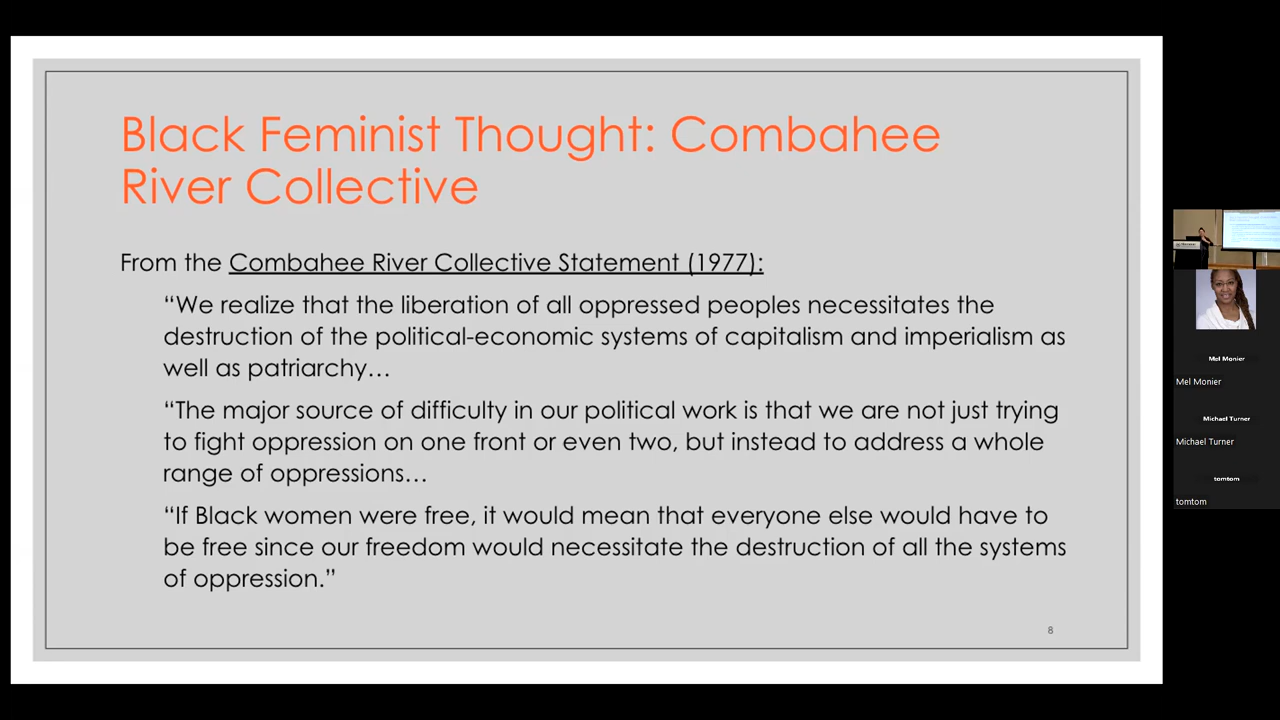 Black Feminist Thought: Combahee
River Collective
From the Combahee River Collective Statement (1977):
“We realize that the liberation of all oppressed peoples necessitates the
destruction of the political-economic systems of capitalism and imperialism as
well as patriarchy…
“The major source of difficulty in our political work is that we are not just trying
to fight oppression on one front or even two, but instead to address a whole
range of oppressions…
“If Black women were free, it would mean that everyone else would have to
be free since our freedom would necessitate the destruction of all the systems
of oppression.”
8
Mel Monier
Mel Monier
Michael Turner
Michael Turner
tomtom
tomtom